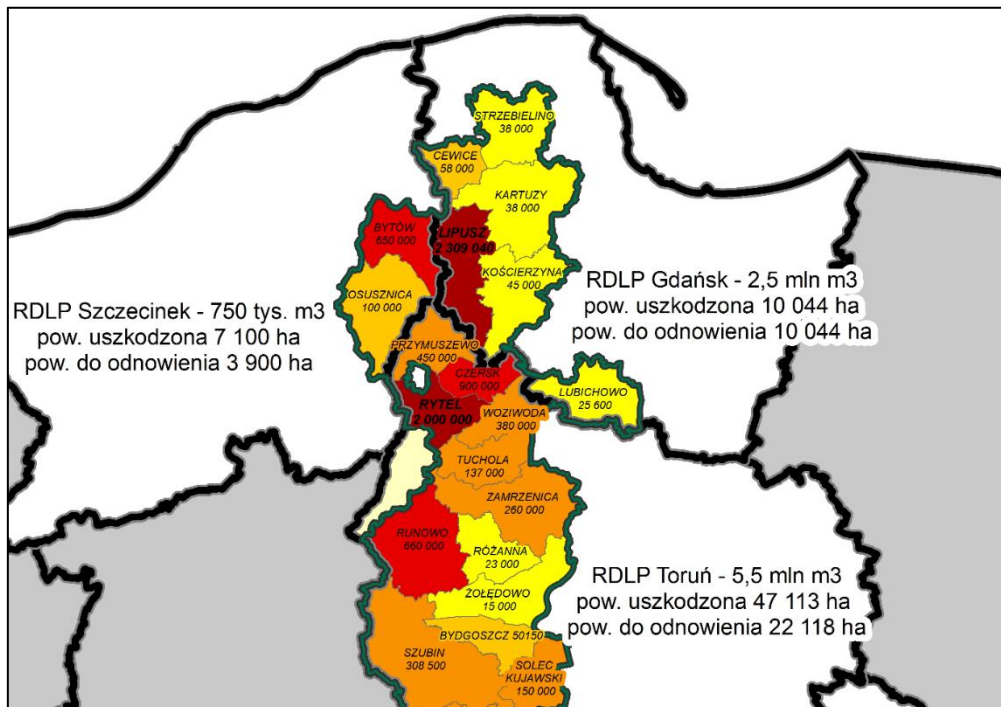 STRZEBIELINO
38 000
CEWICE
58 000
KARTUZY
38 000
BYTÓW
650 000
LIPUSZ
2 309 040
KOŚCIERZYNA
45 000
OSUSZNICA
100 000
RDLP Szczecinek - 750 tys. m3
pow. uszkodzona 7 100 ha
pow. do odnowienia 3 900 ha
RDLP Gdańsk - 2,5 mln m3
pow. uszkodzona 10 044 ha
pow. do odnowienia 10 044 ha
PRZYMUSZEWO
450 000
CZERSK
900 000
LUBICHOWO
25 600
RYTEL
2 000 000
WOZIWODA
380 000
TUCHOLA
137 000
ZAMRZENICA
260 000
RUNOWO
660 000
RÓŻANNA
23 000
ŻOŁĘDOWO
15 000
RDLP Toruń - 5,5 mln m3
pow. uszkodzona 47 113 ha
pow. do odnowienia 22 118 ha
BYDGOSZCZ 50150
SZUBIN
308 500
SOLEC
KUJAWSKI
150 000